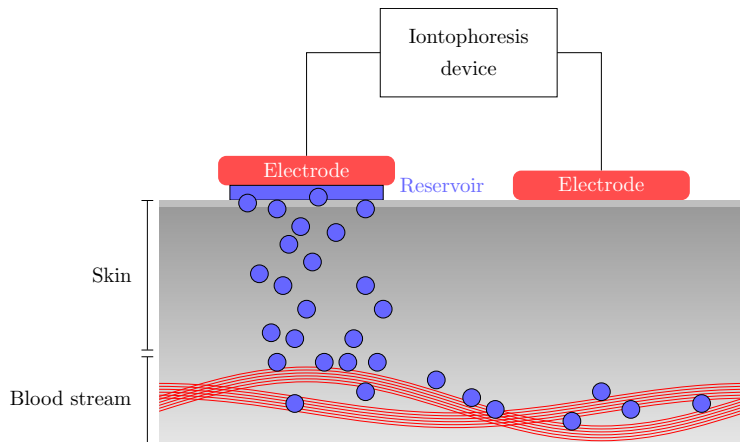 Iontophoresis
device
Electrode
Reservoir
Electrode
Skin
Blood stream